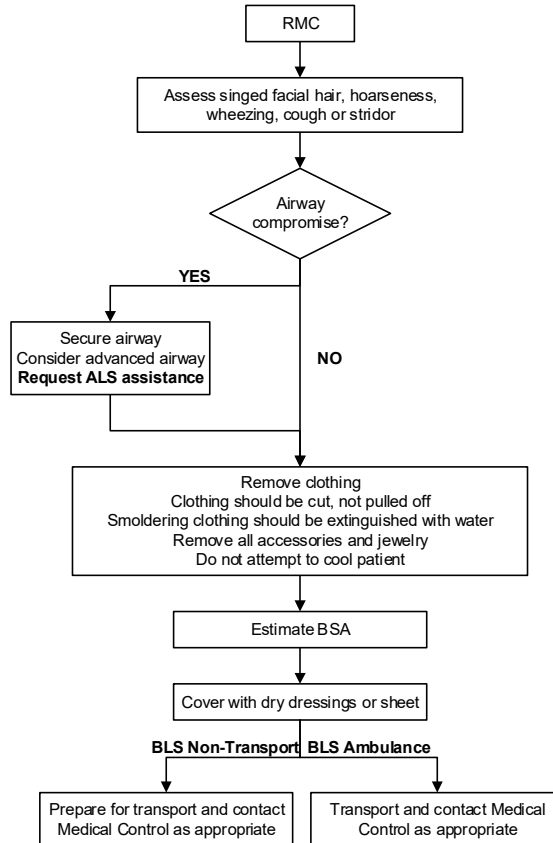 RMC
Assess singed facial hair, hoarseness,
wheezing, cough or stridor
Airway
compromise?
YES
Secure airway
Consider advanced airway
Request ALS assistance
NO
Remove clothing
Clothing should be cut, not pulled off
Smoldering clothing should be extinguished with water
Remove all accessories and jewelry
Do not attempt to cool patient
Estimate BSA
Cover with dry dressings or sheet
BLS Non-Transport
BLS Ambulance
Prepare for transport and contact
Medical Control as appropriate
Transport and contact Medical
Control as appropriate